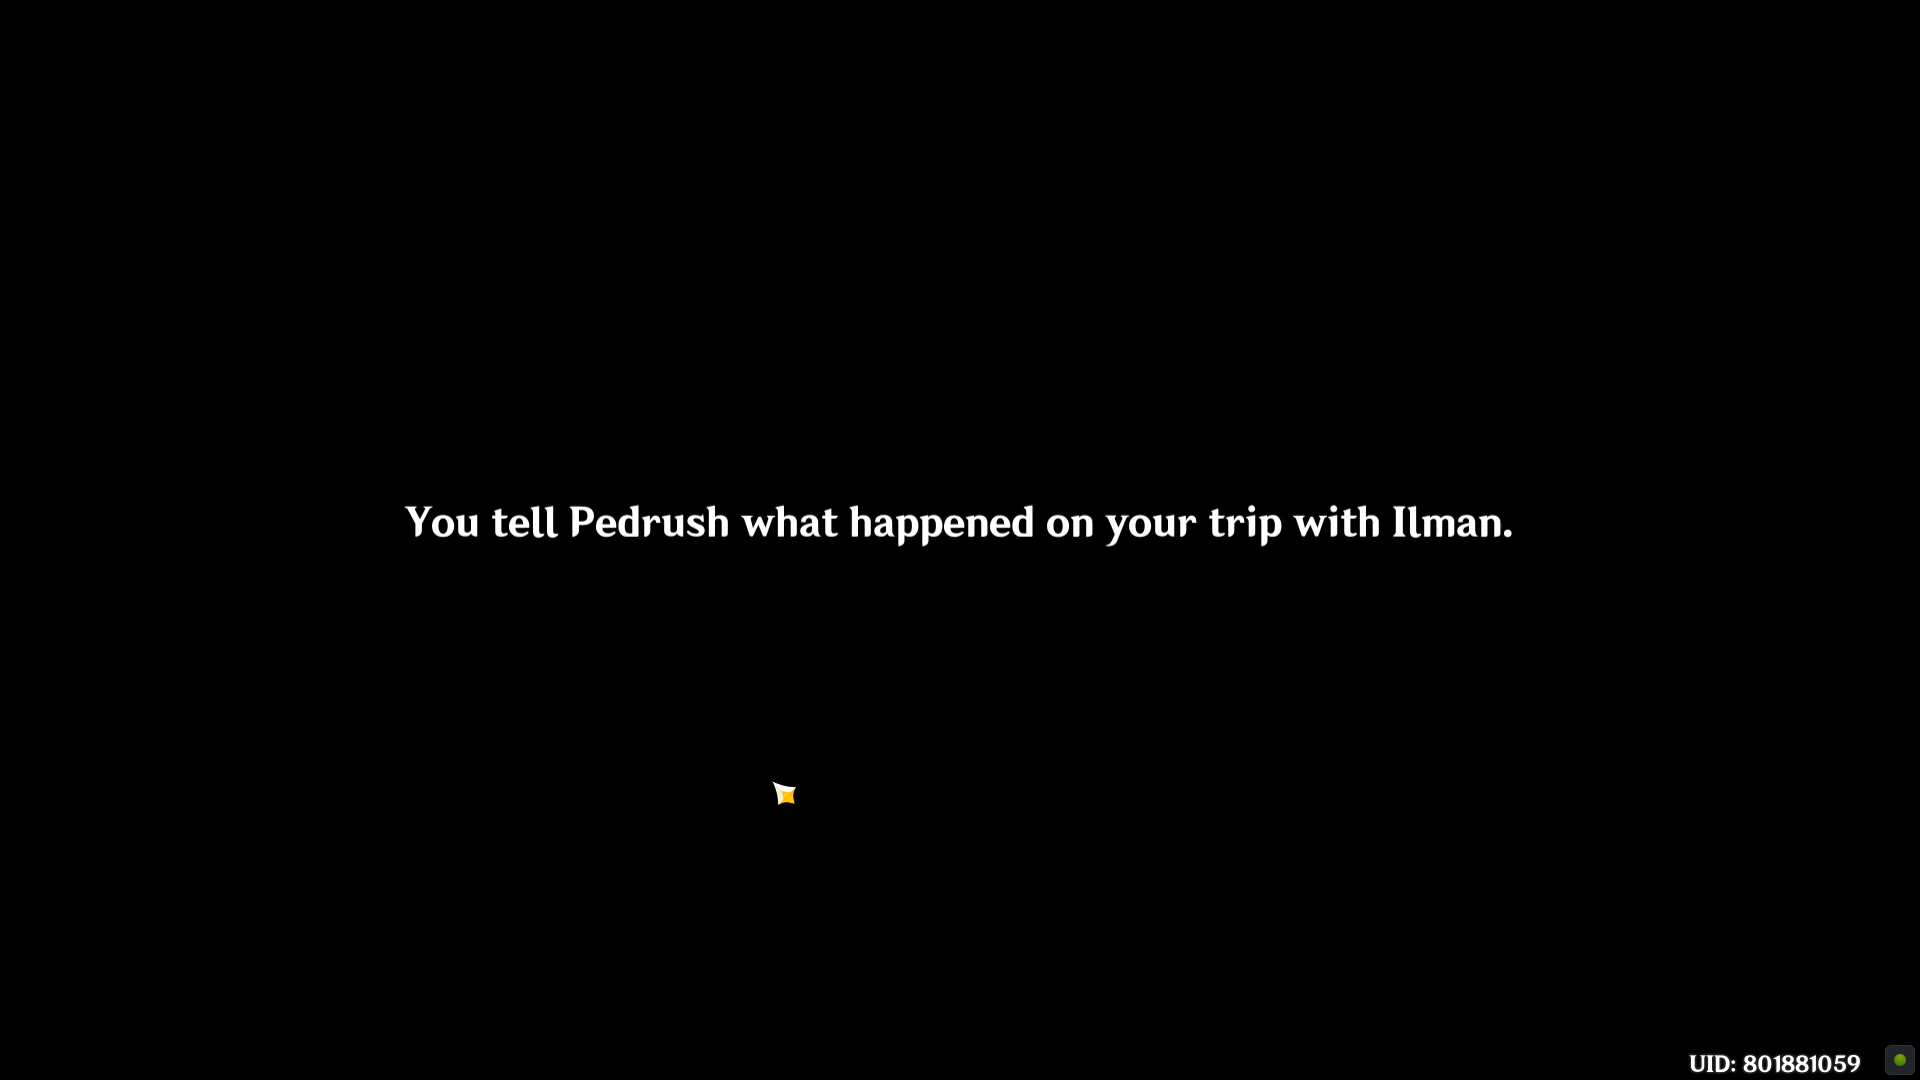 You tell Pedrush what happened on your trip with Ilman.
UID: 801881059